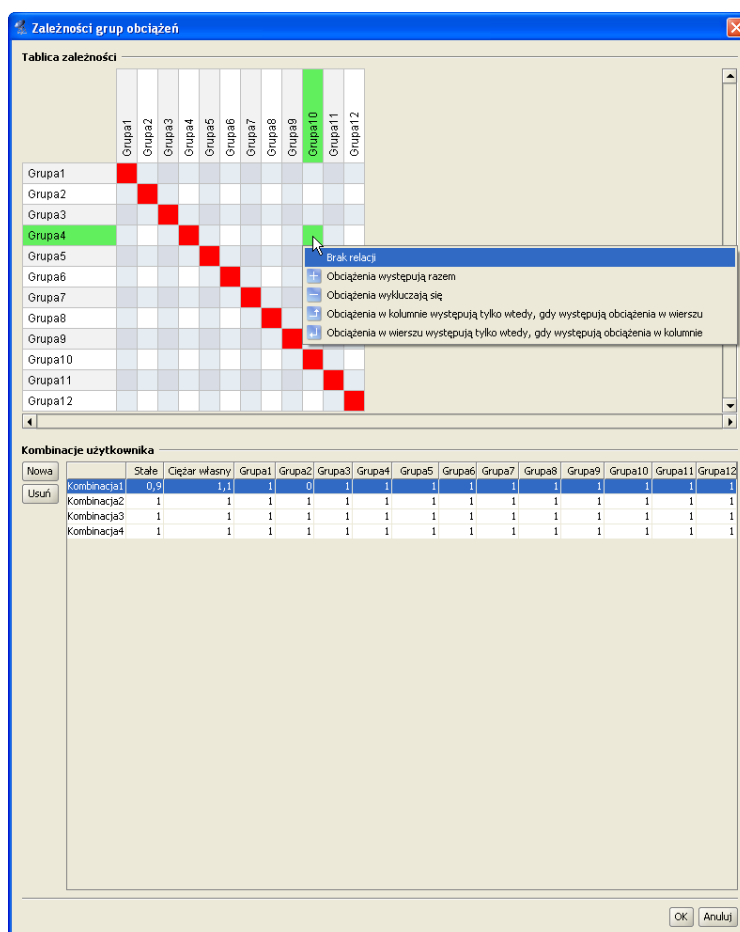 Zależności grup obciążeń
Tablica zależności
Grupa1 Grupa2 Grupa3 Grupa4 Grupa5 Grupa6 Grupa7 Grupa8 Grupa9 Grupa10 Grupa11 Grupa12
Grupa1
Grupa2
Grupa3
Grupa4
Grupa5
Brak relacji
Grupa6
Obciążenia występują razem
Grupa7
Obciążenia wykluczają się
Grupa8
Obciążenia w kolumnie występują tylko wtedy, gdy występują obciążenia w wierszu
Grupa9
Obciążenia w wierszu występują tylko wtedy, gdy występują obciążenia w kolumnie
Grupa10
Grupa11
Grupa12
Kombinacje użytkownika
Nowa
Usuń
Stałe Ciężar własny Grupa1 Grupa2 Grupa3 Grupa4 Grupa5 Grupa6 Grupa7 Grupa8 Grupa9 Grupa10 Grupa11 Grupa12
Kombinacja1 0,9 1,1 1 0 1 1 1 1 1 1 1 1 1 1
Kombinacja2 1 1 1 1 1 1 1 1 1 1 1 1 1 1
Kombinacja3 1 1 1 1 1 1 1 1 1 1 1 1 1 1
Kombinacja4 1 1 1 1 1 1 1 1 1 1 1 1 1 1
OK Anuluj